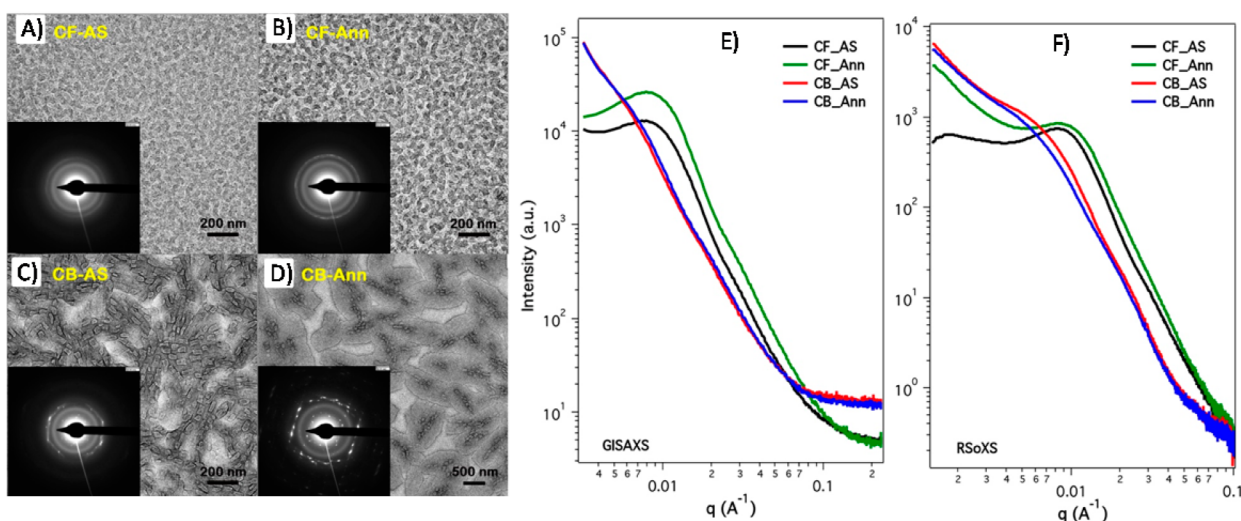 A) CF-AS
200 nm
B) CF-Ann
200 nm
C) CB-AS
200 nm
D) CB-Ann
500 nm
E)
CF_AS
CF_Ann
CB_AS
CB_Ann
10^5
10^4
10^3
10^2
10^1
Intensity (a.u.)
GISAXS
4 5 6 7 0.01 2 3 4 5 6 7 0.1 2
q (A^-1)
F)
CF_AS
CF_Ann
CB_AS
CB_Ann
10^4
10^3
10^2
10^1
10^0
RSoXS
2 3 4 5 6 7 0.01 2 3 4 5 6 7 0.1
q (A^-1)